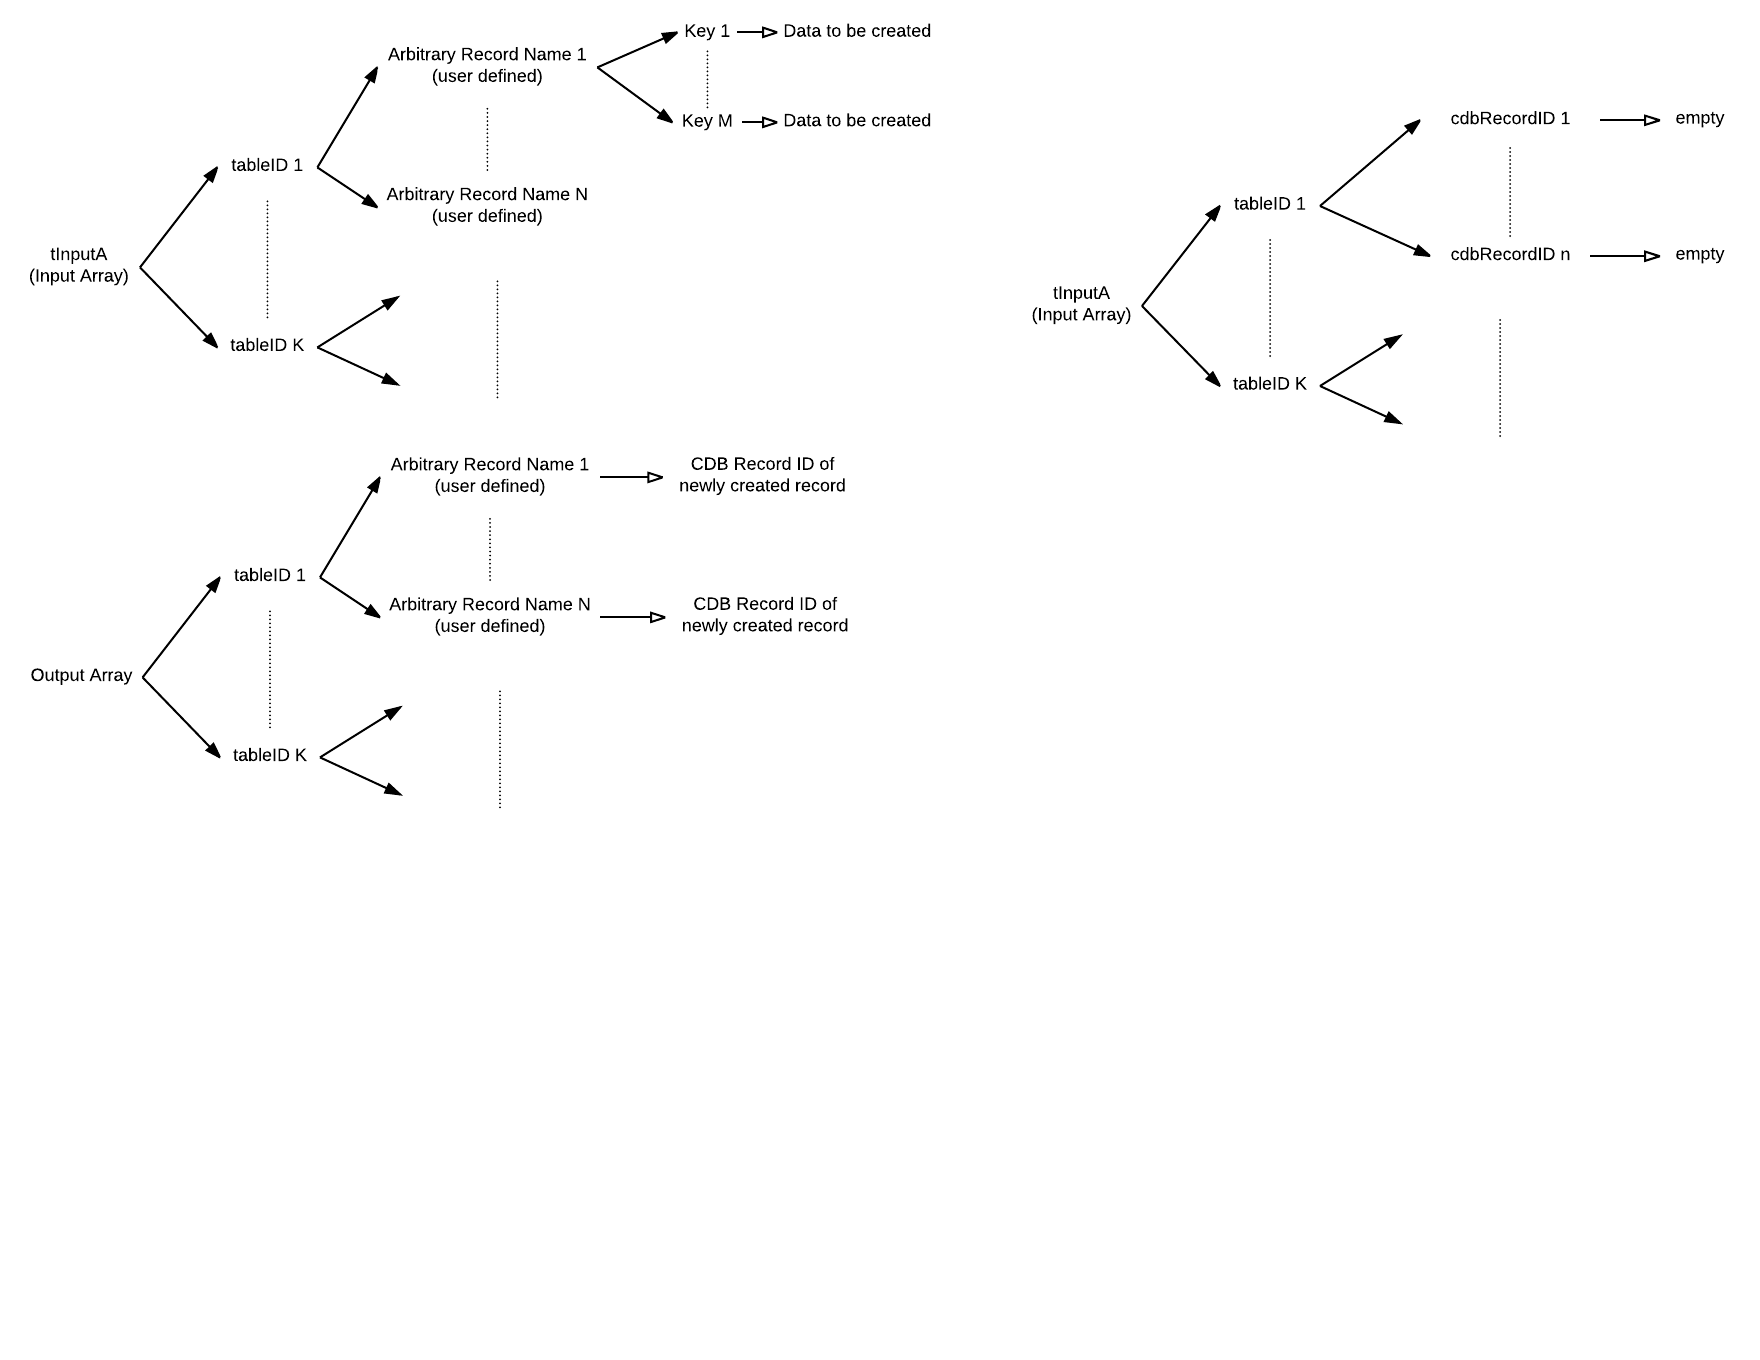 Key 1
Data to be created
Arbitrary Record Name 1
(user defined)
Key M
Data to be created
tableID 1
Arbitrary Record Name N
(user defined)
tInputA
(Input Array)
tableID K
Arbitrary Record Name 1
(user defined)
CDB Record ID of
newly created record
tableID 1
Arbitrary Record Name N
(user defined)
CDB Record ID of
newly created record
Output Array
tableID K
cdbRecordID 1
empty
tableID 1
cdbRecordID n
empty
tInputA
(Input Array)
tableID K